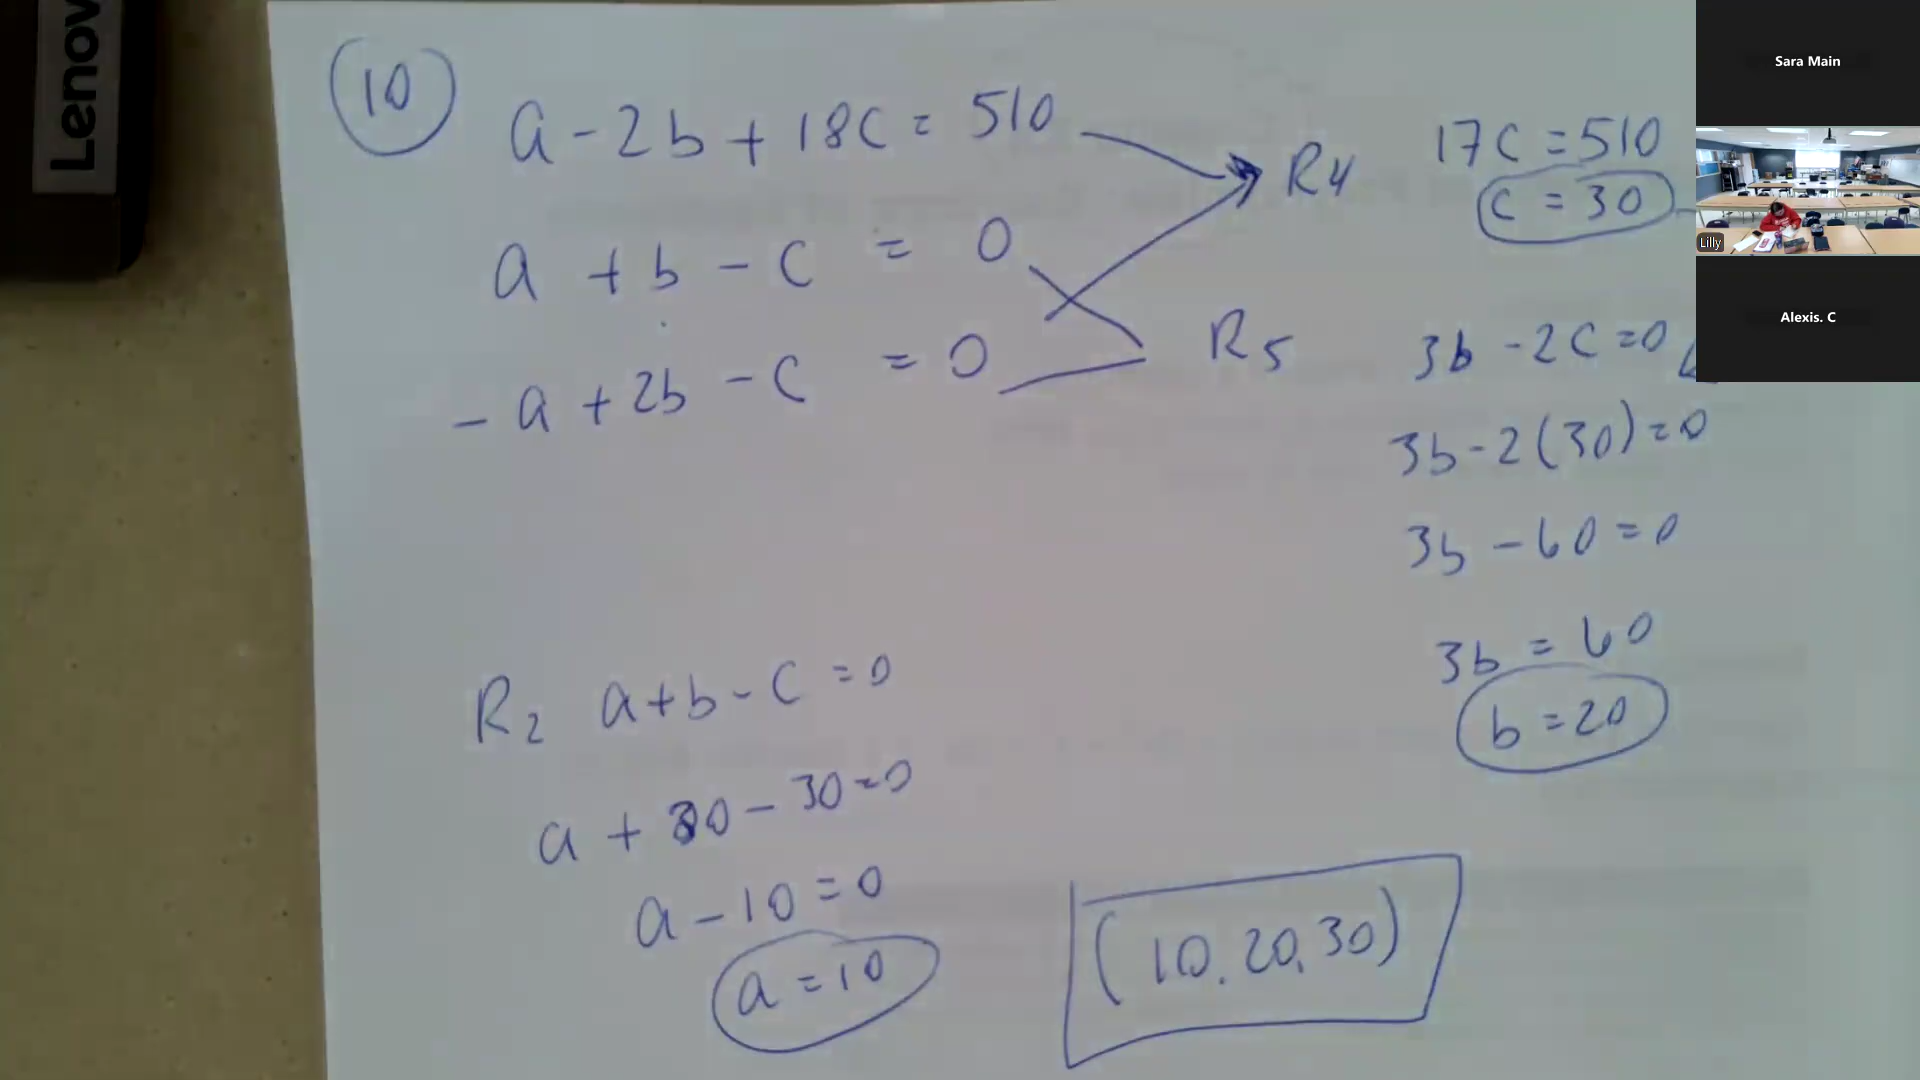 Lenov
10
a - 2b + 18c = 510
R4
a + b - c = 0
- a + 2b - c = 0
R5
17c = 510
c = 30
3b - 2c = 0
3b - 2(30) = 0
3b - 60 = 0
3b = 60
b = 20
R2 a + b - c = 0
a + 20 - 30 = 0
a - 10 = 0
a = 10
(10, 20, 30)
Sara Main
Lilly
Alexis. C